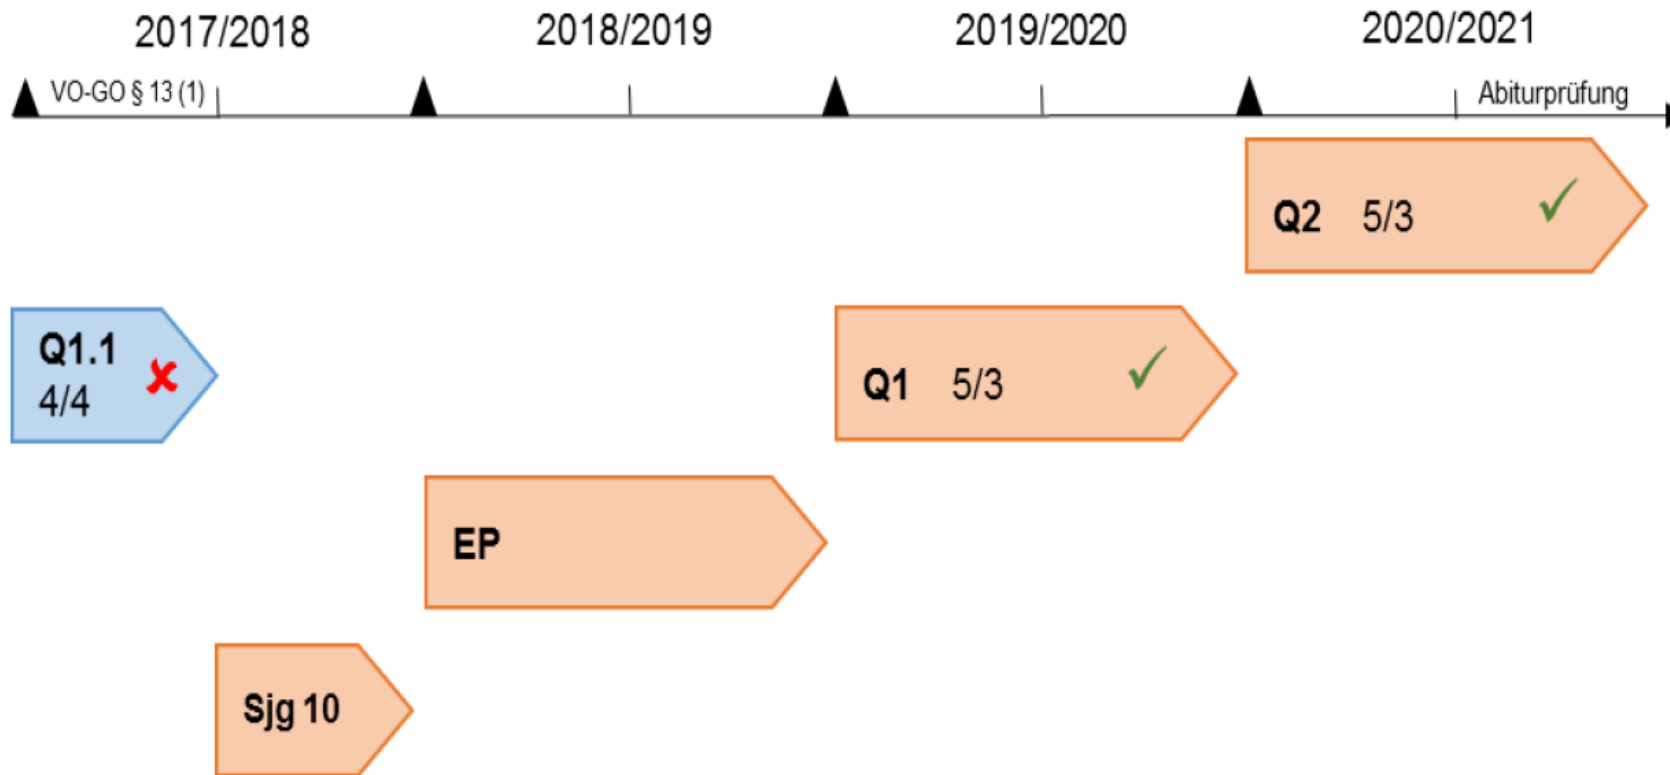 2017/2018 2018/2019 2019/2020 2020/2021
VO-GO § 13 (1) Abiturprüfung
Q2 5/3
Q1.1
4/4
Q1 5/3
EP
Sjg 10